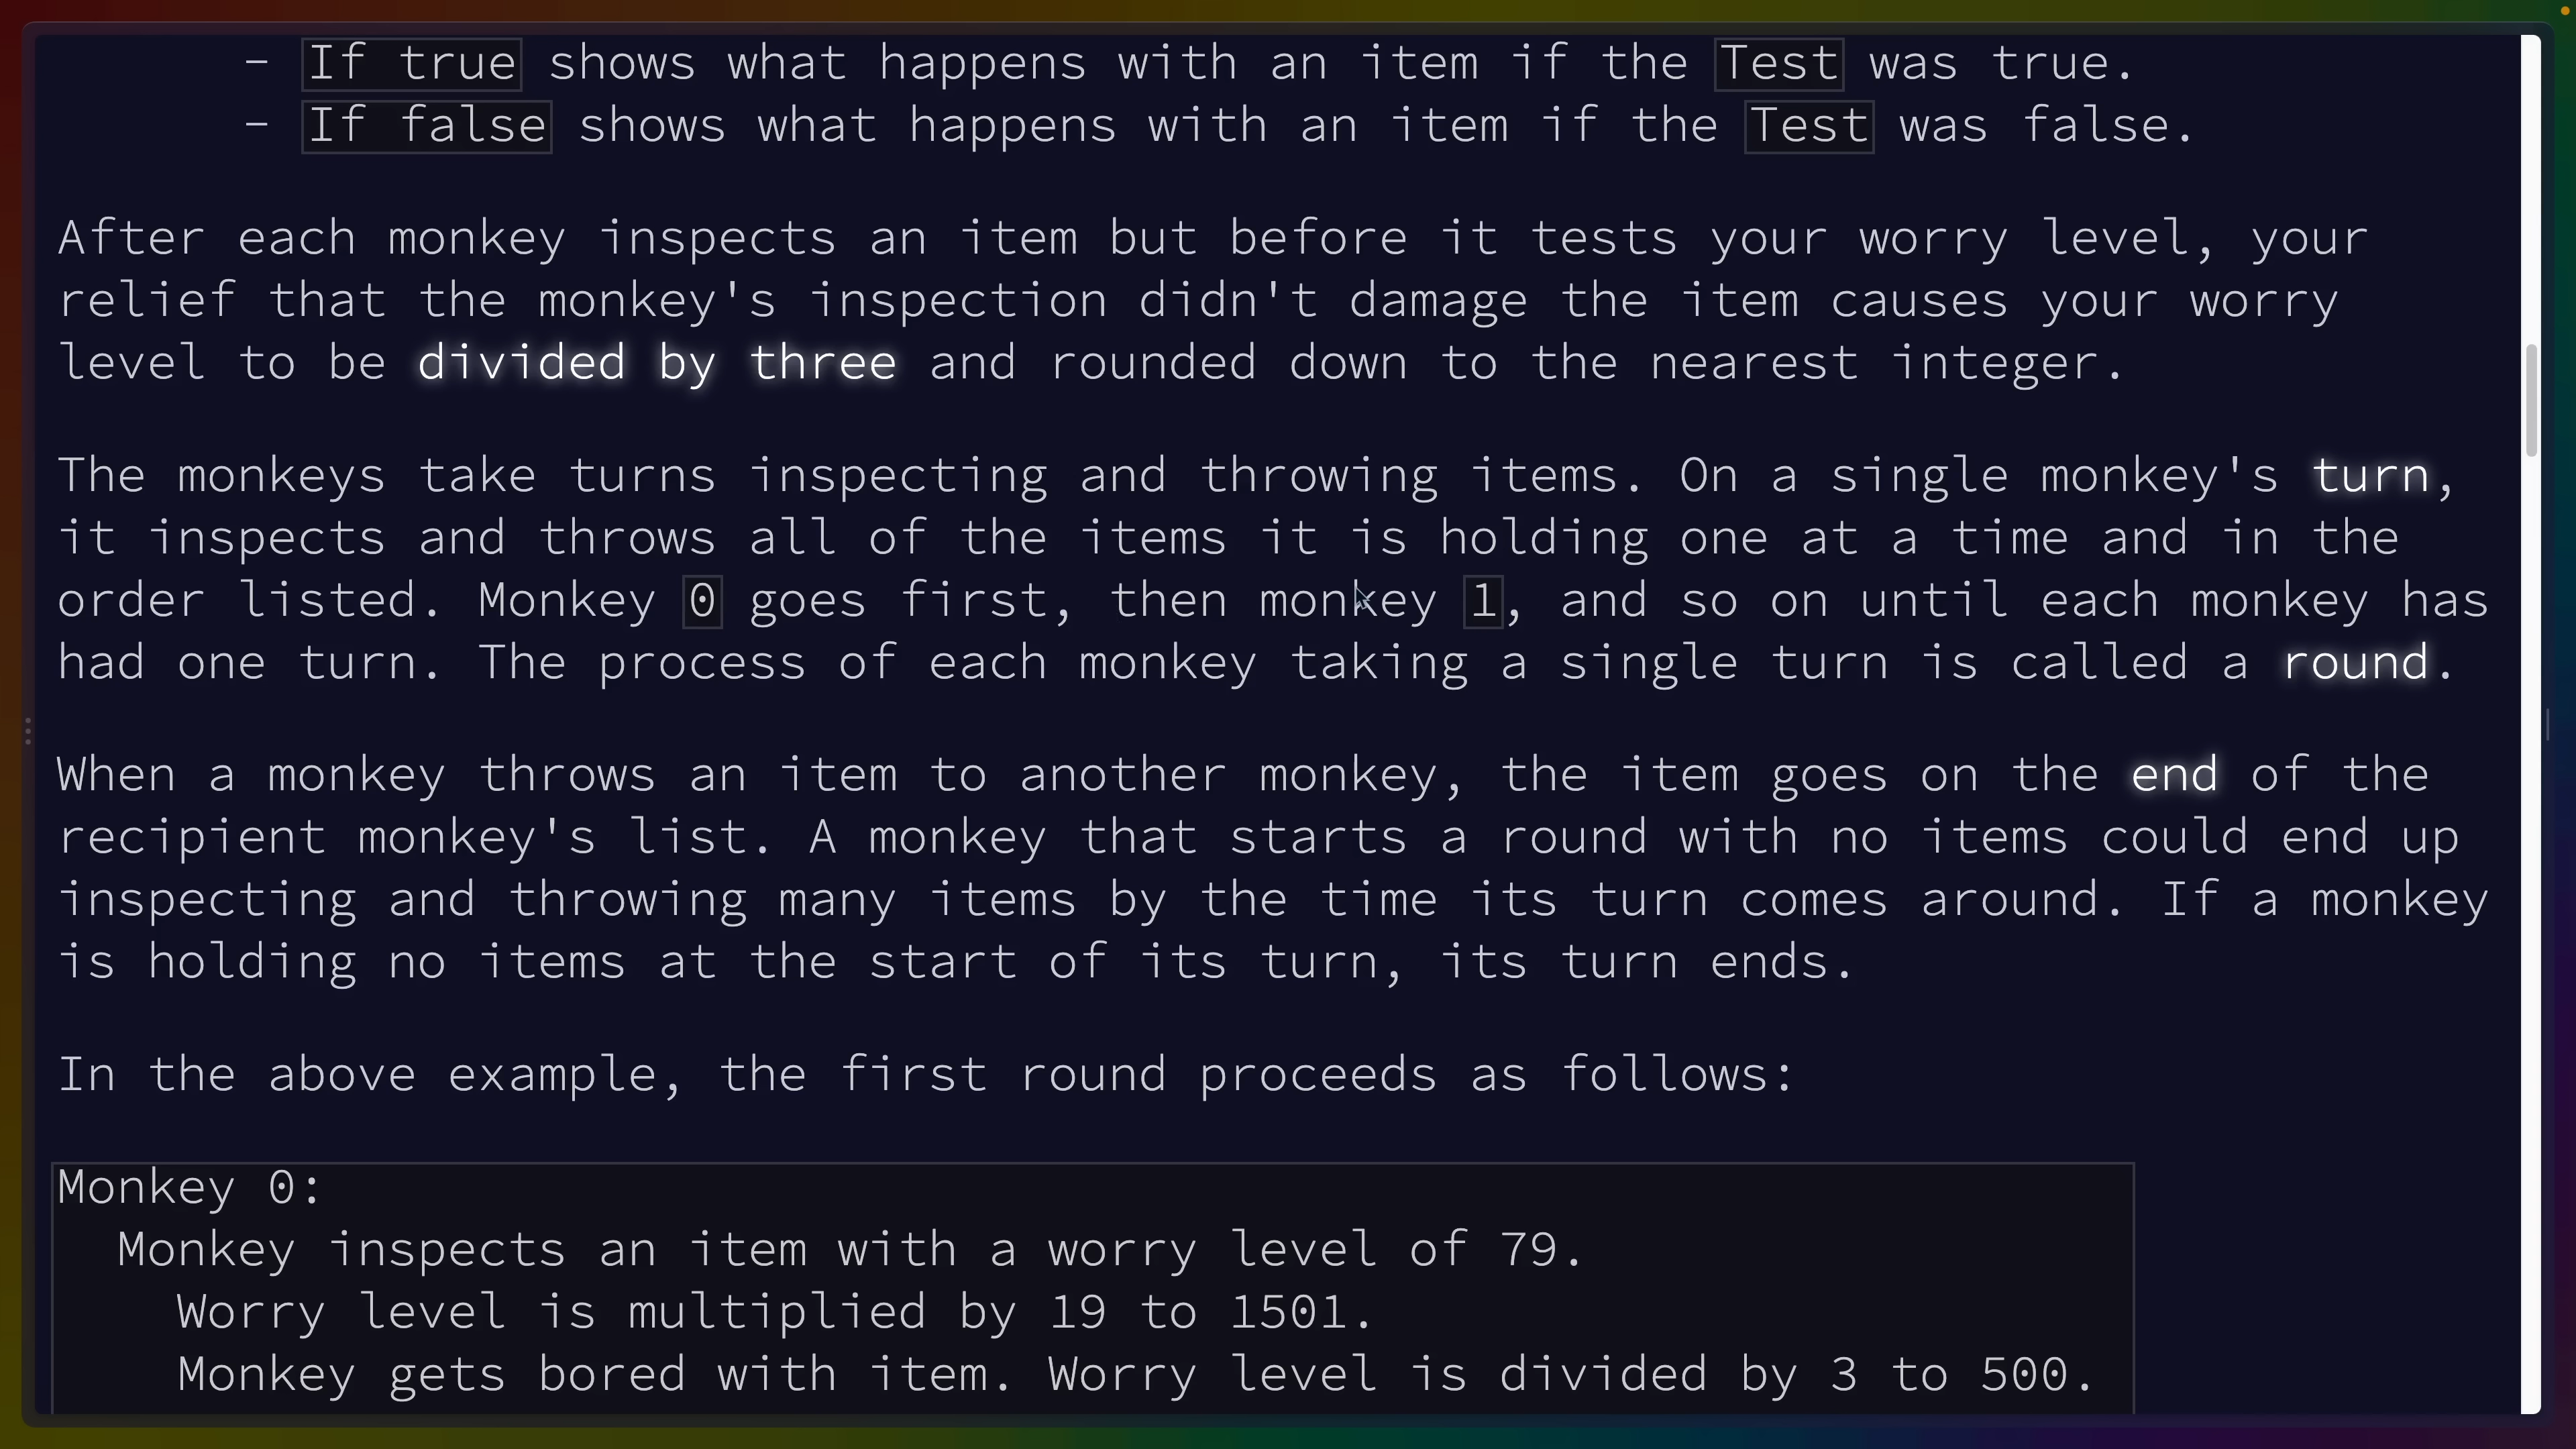 - If true shows what happens with an item if the Test was true.
- If false shows what happens with an item if the Test was false.
After each monkey inspects an item but before it tests your worry level, your
relief that the monkey's inspection didn't damage the item causes your worry
level to be divided by three and rounded down to the nearest integer.
The monkeys take turns inspecting and throwing items. On a single monkey's turn,
it inspects and throws all of the items it is holding one at a time and in the
order listed. Monkey 0 goes first, then monkey 1, and so on until each monkey has
had one turn. The process of each monkey taking a single turn is called a round.
When a monkey throws an item to another monkey, the item goes on the end of the
recipient monkey's list. A monkey that starts a round with no items could end up
inspecting and throwing many items by the time its turn comes around. If a monkey
is holding no items at the start of its turn, its turn ends.
In the above example, the first round proceeds as follows:
Monkey 0:
Monkey inspects an item with a worry level of 79.
Worry level is multiplied by 19 to 1501.
Monkey gets bored with item. Worry level is divided by 3 to 500.